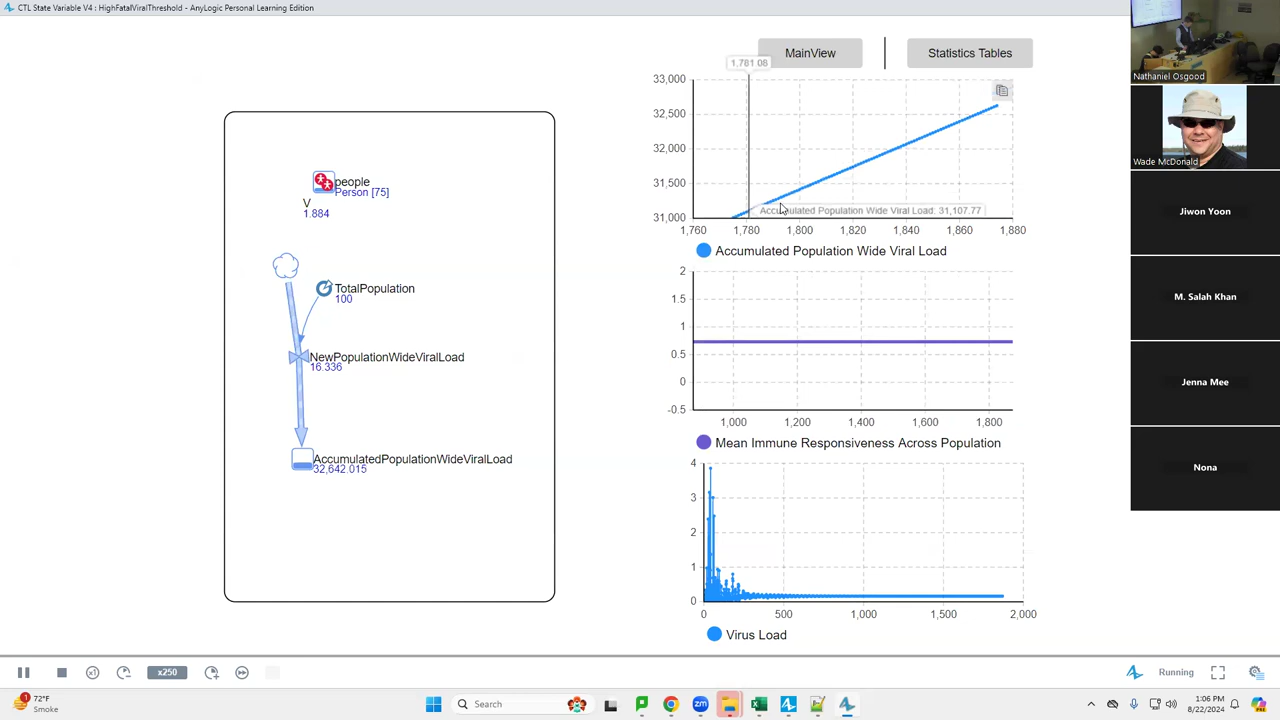 CTL State Variable V4 : HighFatalViralThreshold - AnyLogic Personal Learning Edition
MainView
Statistics Tables
people
Person [75]
V
1.884
TotalPopulation
100
NewPopulationWideViralLoad
16.336
AccumulatedPopulationWideViralLoad
32,642.015
1,781.08
33,000
32,500
32,000
31,500
31,000
Accumulated Population Wide Viral Load: 31,107.77
1,760 1,780 1,800 1,820 1,840 1,860 1,880
Accumulated Population Wide Viral Load
2
1.5
1
0.5
0
-0.5
1,000 1,200 1,400 1,600 1,800
Mean Immune Responsiveness Across Population
4
3
2
1
0
0 500 1,000 1,500 2,000
Virus Load
Nathaniel Osgood
Wade McDonald
Jiwon Yoon
M. Salah Khan
Jenna Mee
Nona
x1
x250
Running
1
72°F
Smoke
Search
1:06 PM
8/22/2024